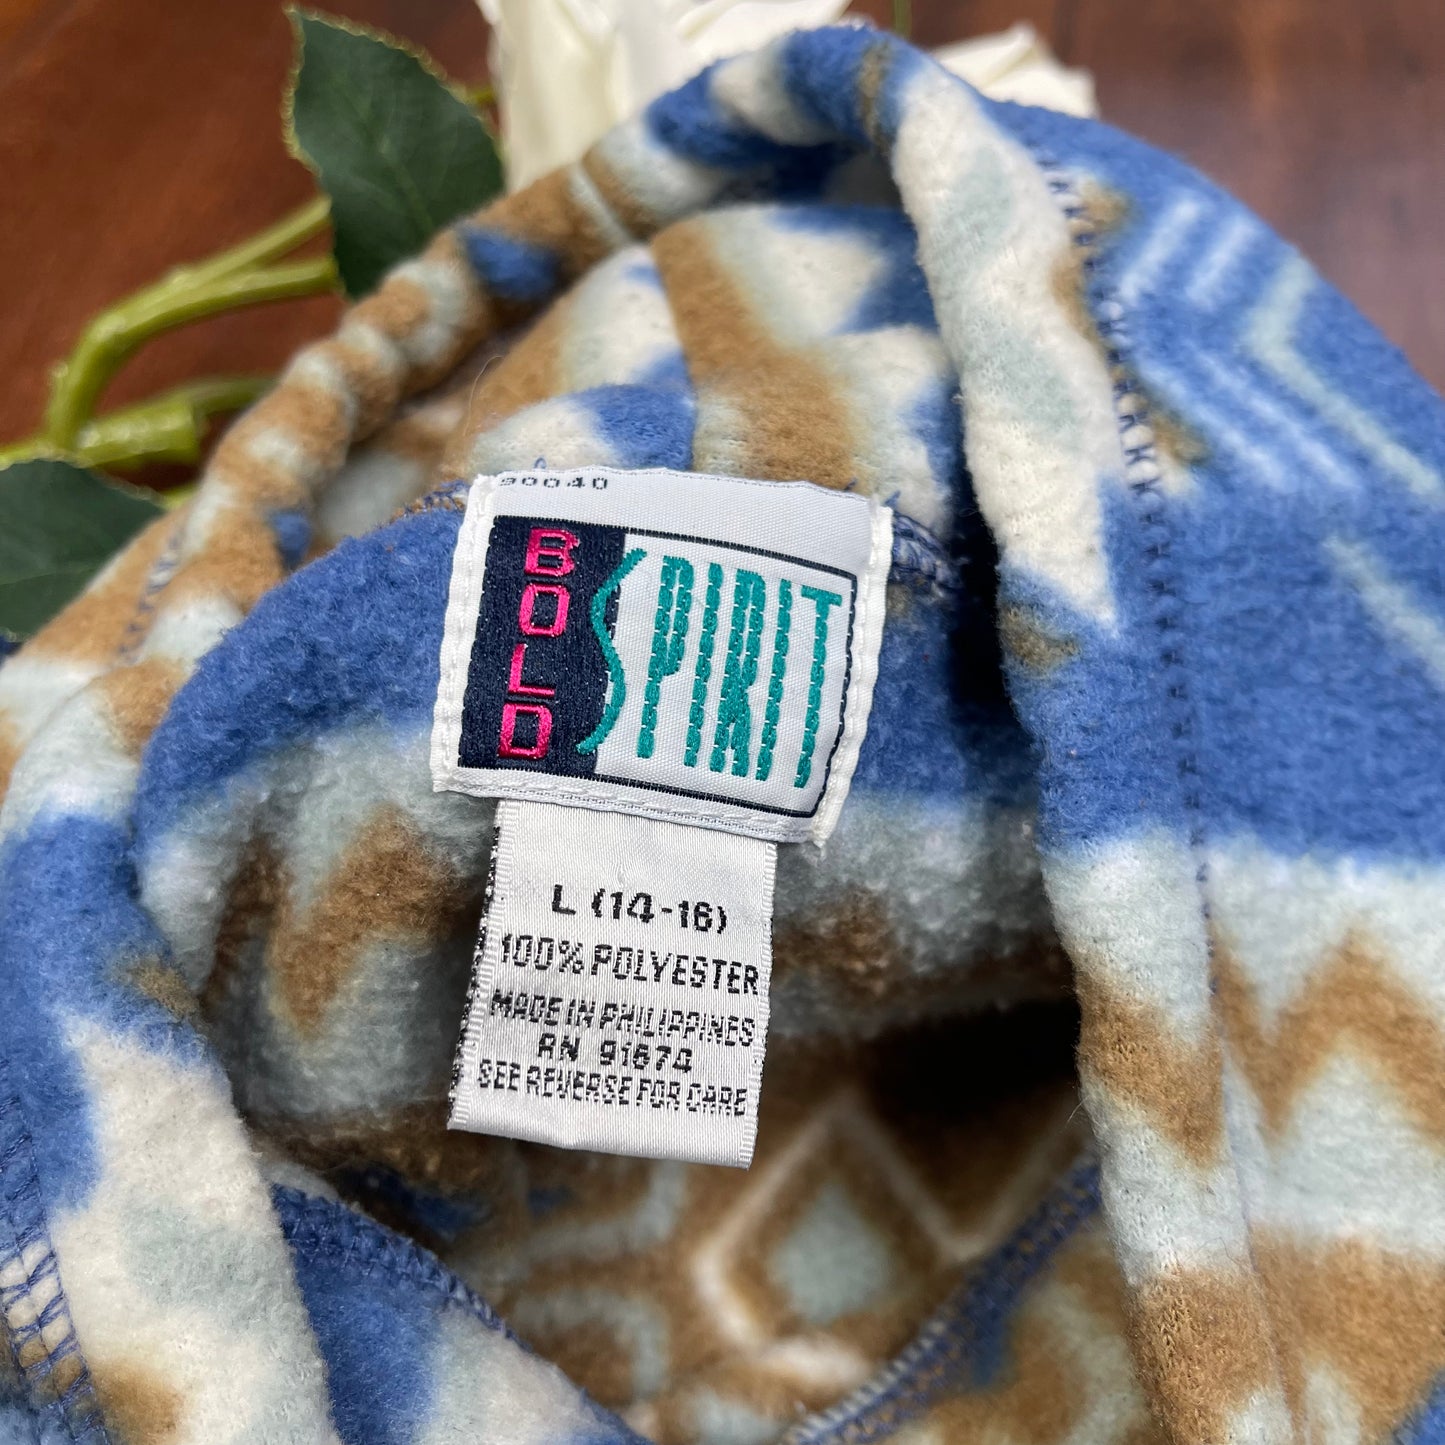 90040
BOLD
SPIRIT
L (14-16)
100% POLYESTER
MADE IN PHILIPPINES
RN 91674
SEE REVERSE FOR CARE